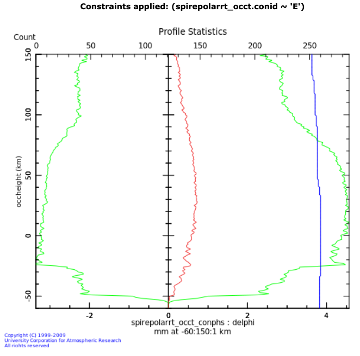 Constraints applied: (spirepolarrt_occt.conid ~ 'E')
Profile Statistics
Count
0 50 100 150 200 250
150
100
50
0
-50
occheight (km)
-2 0 2 4
spirepolarrt_occt_conphs : delphi
mm at -60:150:1 km
Copyright (C) 1999-2009
University Corporation for Atmospheric Research
All rights reserved